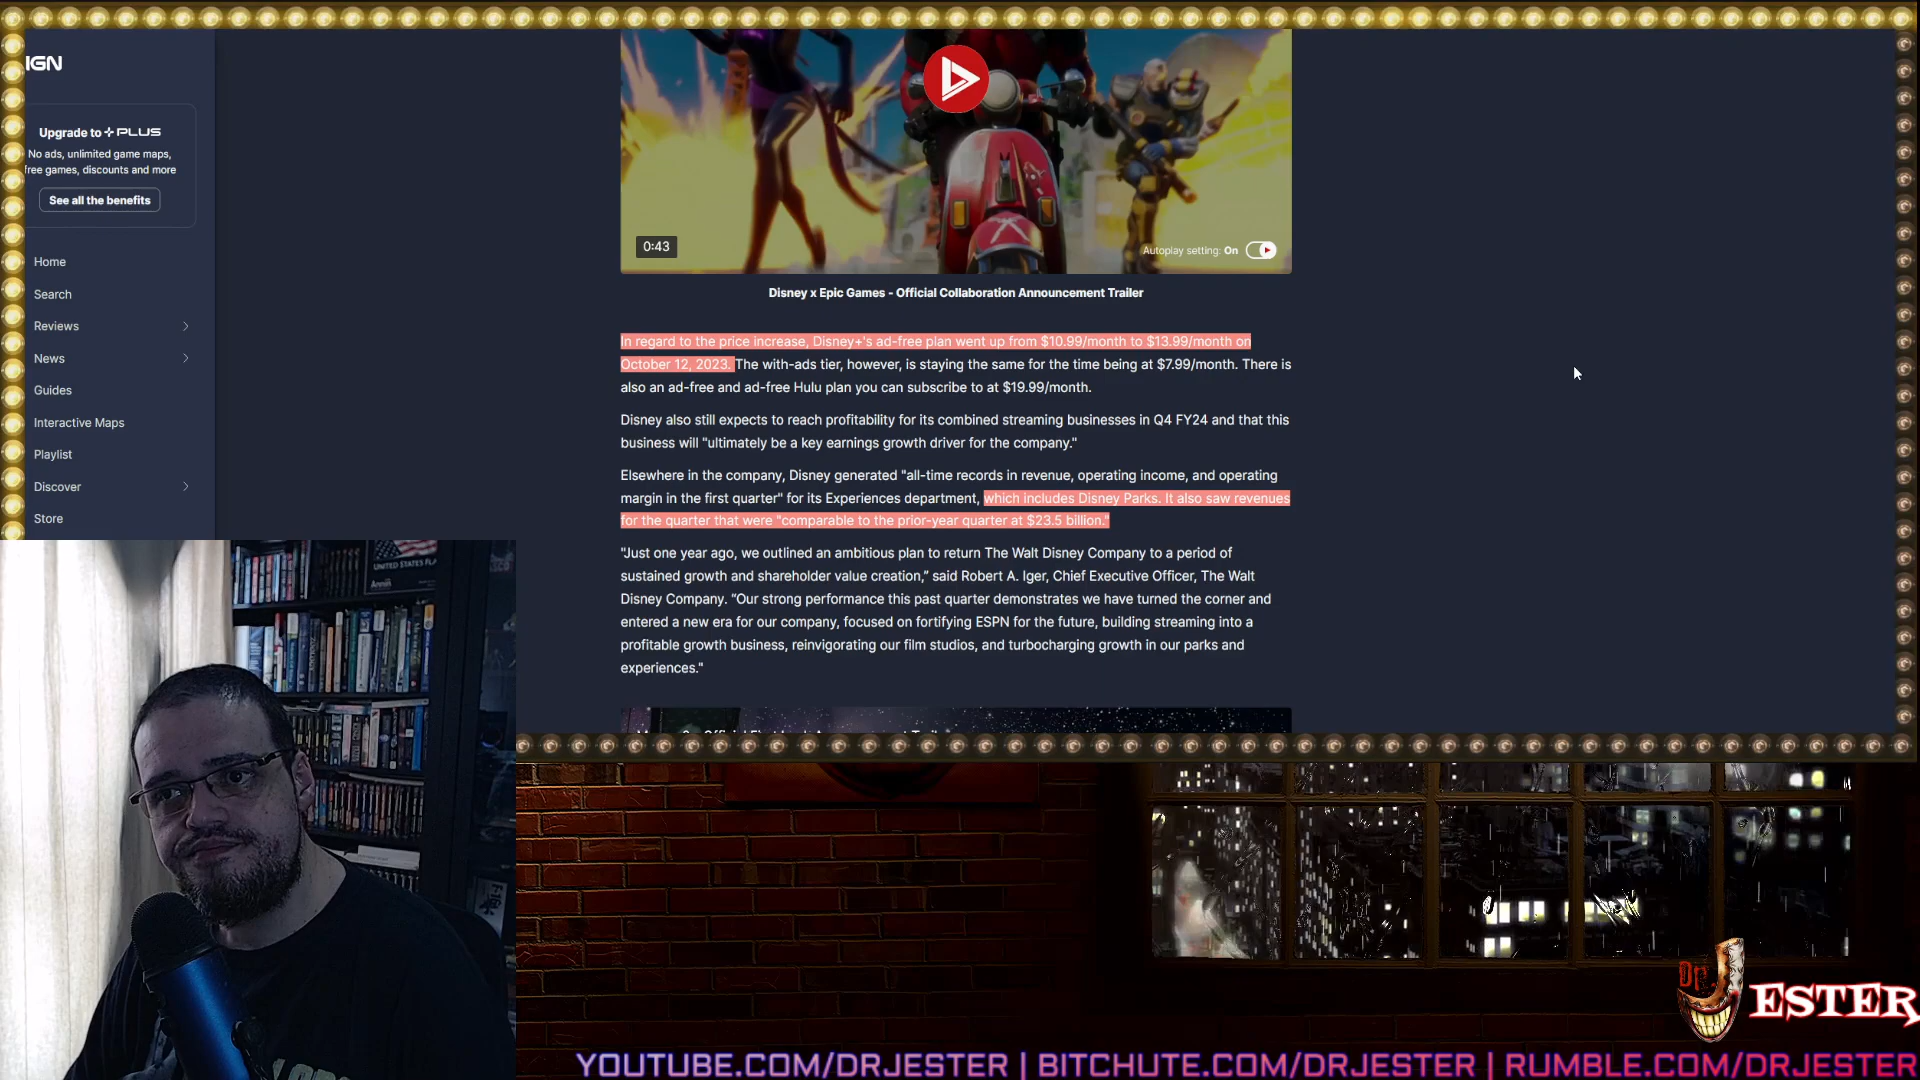 IGN
Upgrade to PLUS
No ads, unlimited game maps,
free games, discounts and more
See all the benefits
Home
Search
Reviews
News
Guides
Interactive Maps
Playlist
Discover
Store
0:43
Autoplay setting: On
Disney x Epic Games - Official Collaboration Announcement Trailer
In regard to the price increase, Disney+'s ad-free plan went up from $10.99/month to $13.99/month on
October 12, 2023. The with-ads tier, however, is staying the same for the time being at $7.99/month. There is
also an ad-free and ad-free Hulu plan you can subscribe to at $19.99/month.
Disney also still expects to reach profitability for its combined streaming businesses in Q4 FY24 and that this
business will "ultimately be a key earnings growth driver for the company."
Elsewhere in the company, Disney generated "all-time records in revenue, operating income, and operating
margin in the first quarter" for its Experiences department, which includes Disney Parks. It also saw revenues
for the quarter that were "comparable to the prior-year quarter at $23.5 billion."
"Just one year ago, we outlined an ambitious plan to return The Walt Disney Company to a period of
sustained growth and shareholder value creation," said Robert A. Iger, Chief Executive Officer, The Walt
Disney Company. “Our strong performance this past quarter demonstrates we have turned the corner and
entered a new era for our company, focused on fortifying ESPN for the future, building streaming into a
profitable growth business, reinvigorating our film studios, and turbocharging growth in our parks and
experiences."
UNITED STATES FLA
Annin
Dr JESTER
YOUTUBE.COM/DRJESTER | BITCHUTE.COM/DRJESTER | RUMBLE.COM/DRJESTER